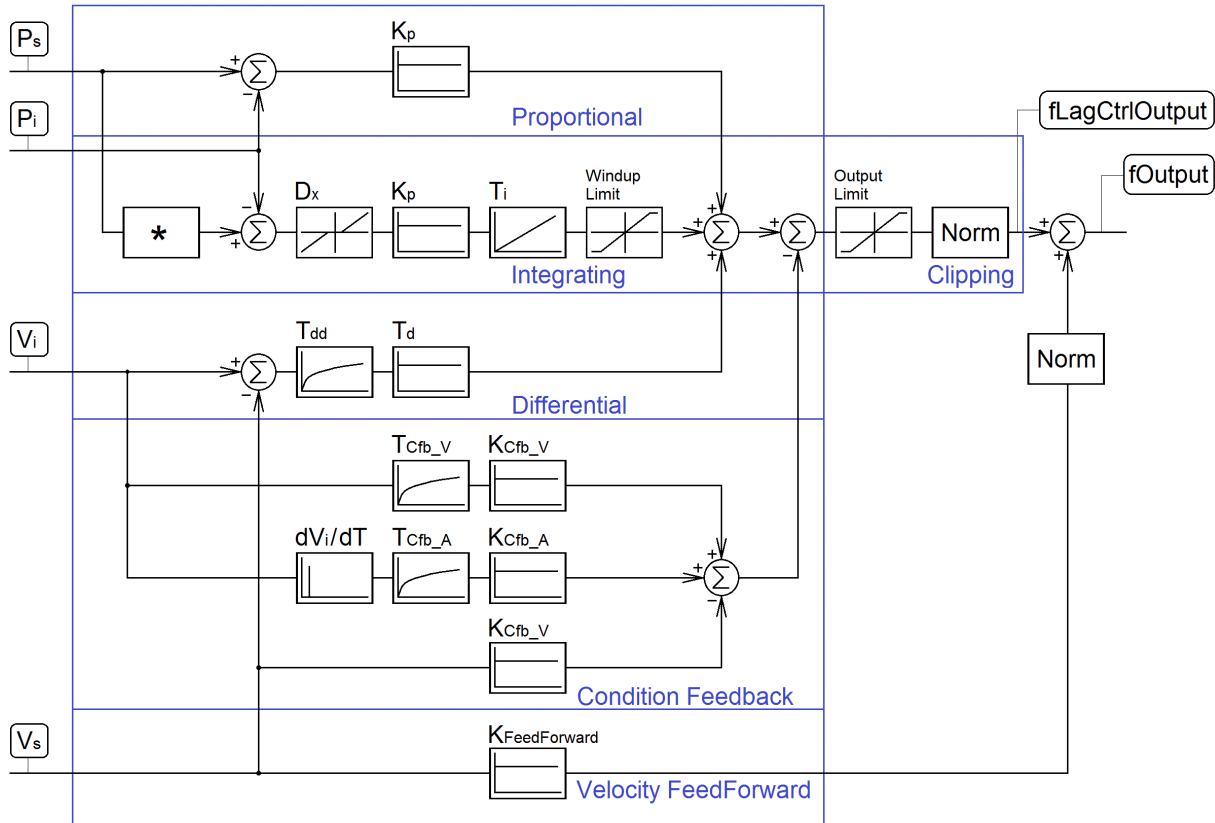 Ps
Kp
+
Σ
−
Proportional
Pi
fLagCtrlOutput
fOutput
Dx
Kp
Ti
Windup
Limit
Output
Limit
*
−
+
Σ
+
+
+
Σ
+
−
Σ
Norm
+
+
Σ
Integrating
Clipping
Vi
Tdd
Td
+
−
Σ
Norm
Differential
TCfb_V
KCfb_V
dVi/dT
TCfb_A
KCfb_A
+
+
−
Σ
KCfb_V
Condition Feedback
Vs
KFeedForward
Velocity FeedForward